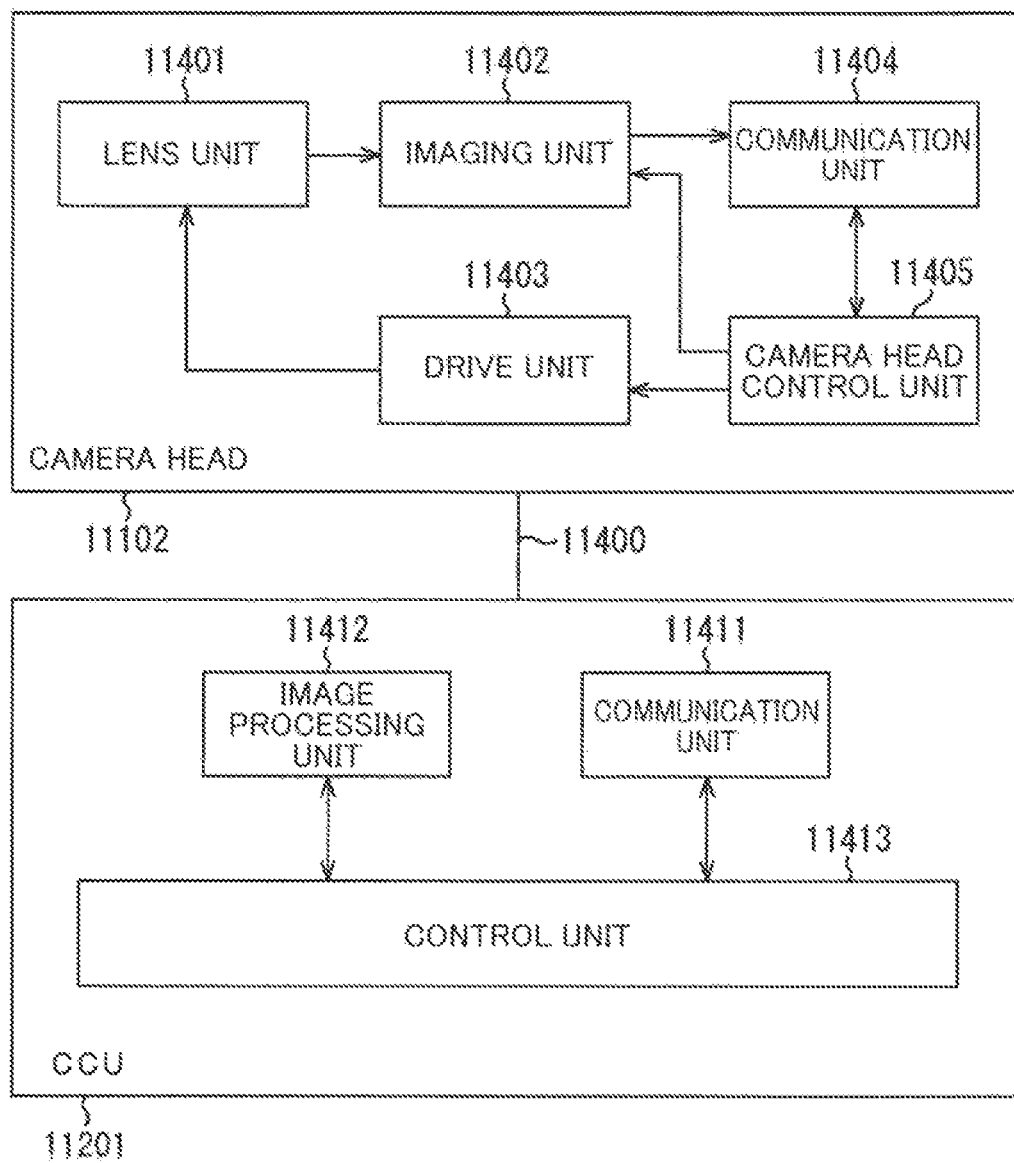 11401
11402
11404
LENS UNIT
IMAGING UNIT
COMMUNICATION
UNIT
11403
11405
DRIVE UNIT
CAMERA HEAD
CONTROL UNIT
CAMERA HEAD
11102
11400
11412
11411
IMAGE
PROCESSING
UNIT
COMMUNICATION
UNIT
11413
CONTROL UNIT
CCU
11201